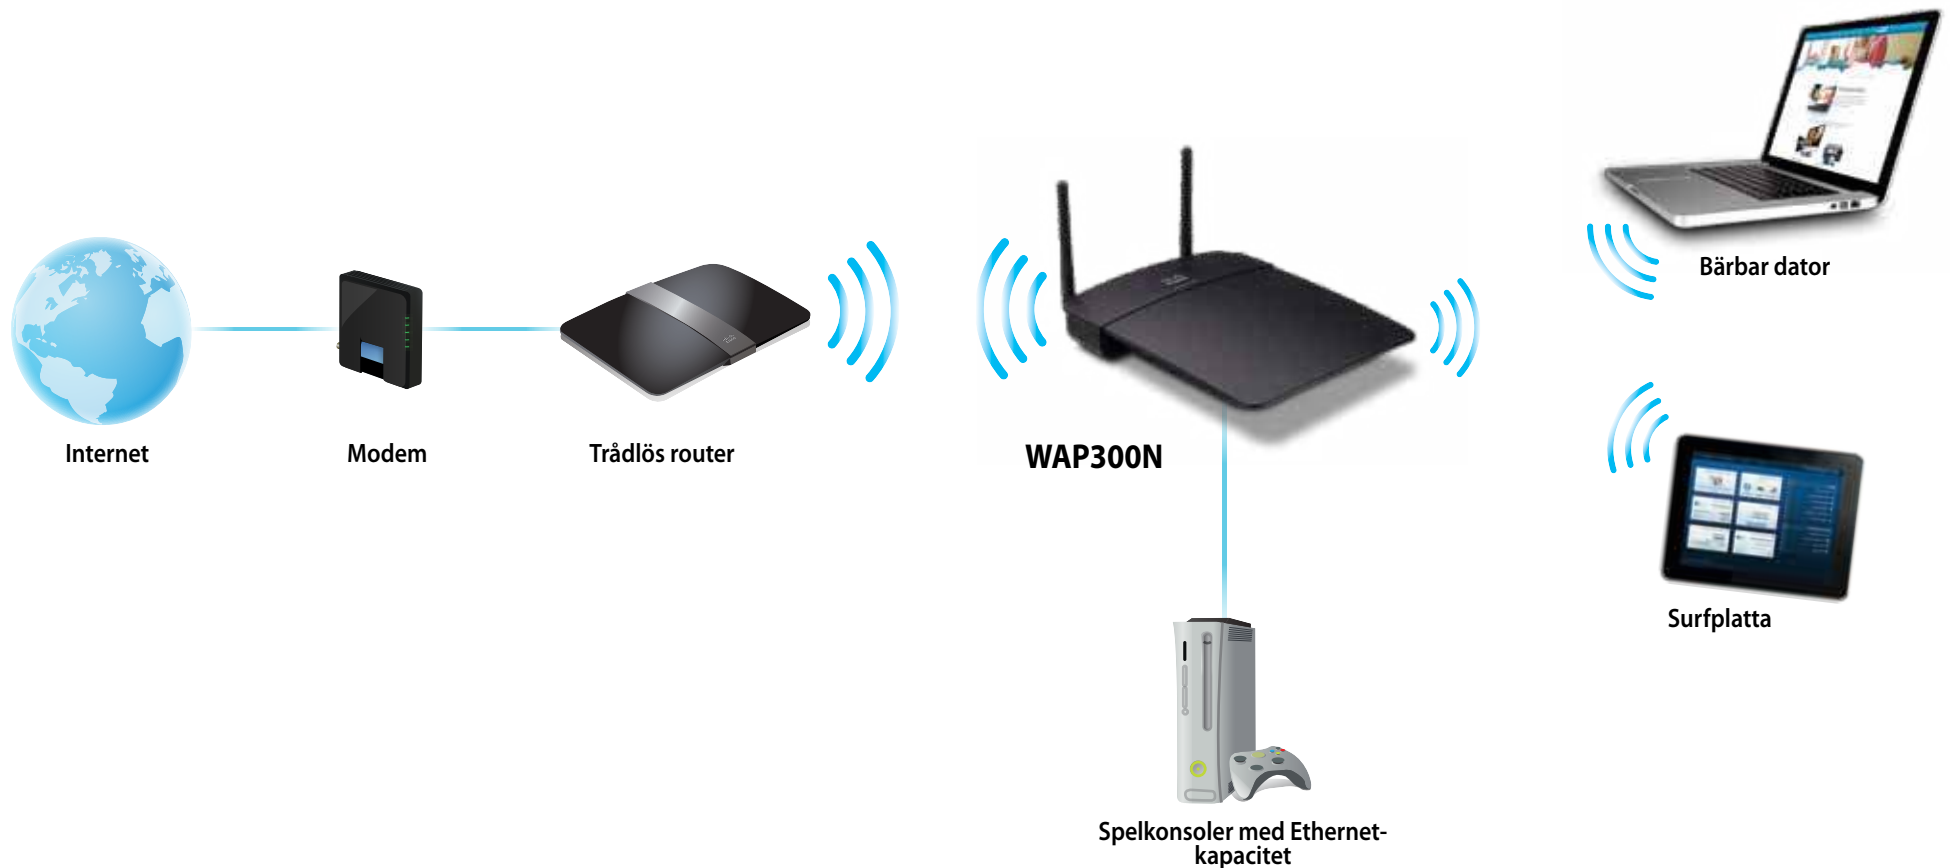 Internet
Modem
Trådlös router
WAP300N
Bärbar dator
Surfplatta
Spelkonsoler med Ethernet-
kapacitet